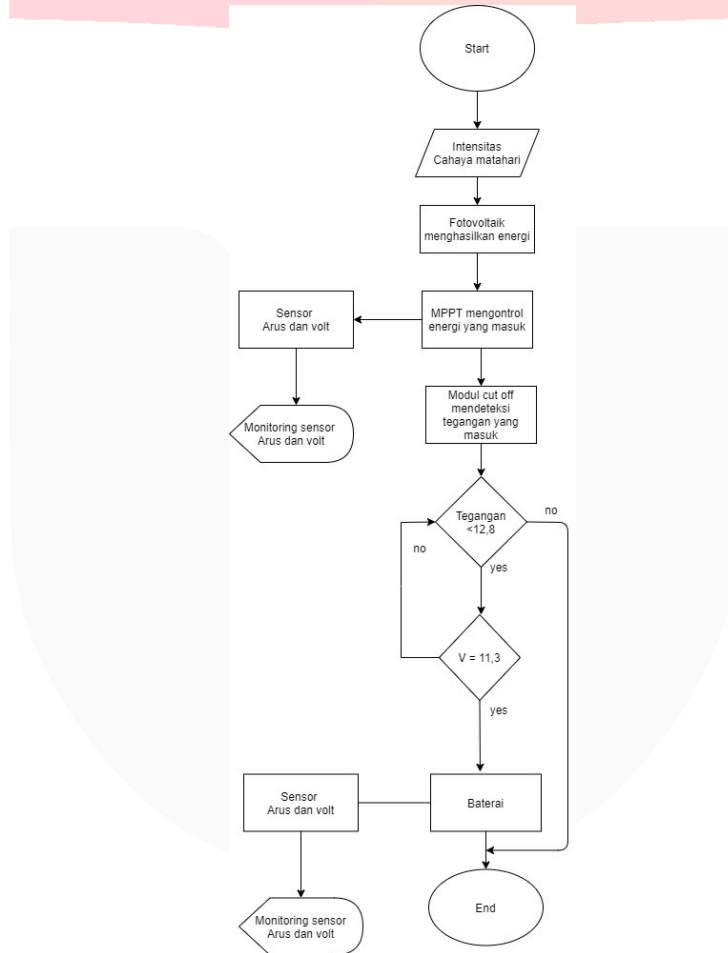 Start
Intensitas
Cahaya matahari
Fotovoltaik
menghasilkan energi
MPPT mengontrol
energi yang masuk
Sensor
Arus dan volt
Monitoring sensor
Arus dan volt
Modul cut off
mendeteksi
tegangan yang
masuk
Tegangan
<12,8
no
no
yes
V = 11,3
yes
Baterai
Sensor
Arus dan volt
Monitoring sensor
Arus dan volt
End